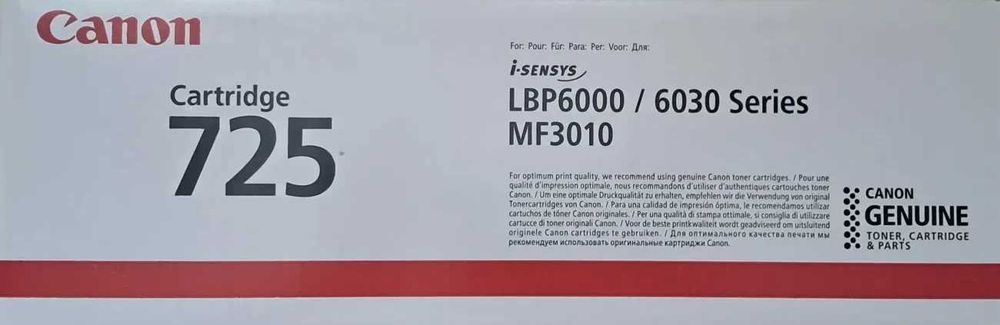 Canon
Cartridge
725
For: Pour: Für: Para: Per: Voor: Для:
i-SENSYS
LBP6000 / 6030 Series
MF3010
For optimum print quality, we recommend using genuine Canon toner cartridges. / Pour une
qualité d'impression optimale, nous recommandons d'utiliser d'authentiques cartouches toner
Canon. / Um eine optimale Druckqualität zu erhalten, empfehlen wir die Verwendung von original
Tonercartridges von Canon. / Para una calidad de impresión óptima, le recomendamos utilizar
cartuchos de tóner Canon originales. / Per una qualità di stampa ottimale, si consiglia di utilizzare
cartucce di toner originali Canon. / Voor de beste printkwaliteit wordt geadviseerd om uitsluitend
originele Canon cartridges te gebruiken. / Для оптимального качества печати мы
рекомендуем использовать оригинальные картриджи Canon.
CANON
GENUINE
TONER, CARTRIDGE
& PARTS